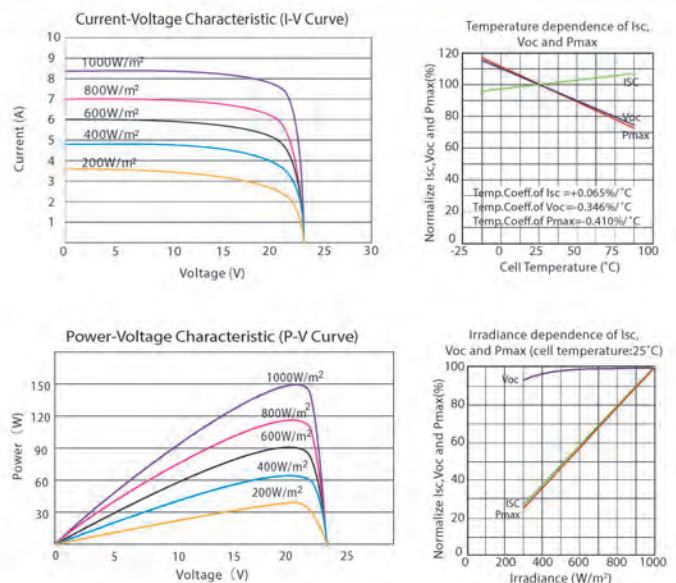 Current-Voltage Characteristic (I-V Curve)
10
9
8
7
6
5
4
3
2
1
1000W/m²
800W/m²
600W/m²
400W/m²
200W/m²
Current (A)
0 5 10 15 20 25 30
Voltage (V)
Temperature dependence of Isc,
Voc and Pmax
120
100
80
60
40
20
0
Normalize Isc,Voc and Pmax(%)
ISC
Voc
Pmax
Temp.Coeff.of Isc =+0.065%/˚C
Temp.Coeff.of Voc=-0.346%/˚C
Temp.Coeff.of Pmax=-0.410%/˚C
-25 0 25 50 75 100
Cell Temperature (˚C)
Power-Voltage Characteristic (P-V Curve)
150
120
90
60
30
Power (W)
1000W/m²
800W/m²
600W/m²
400W/m²
200W/m²
0 5 10 15 20 25
Voltage (V)
Irradiance dependence of Isc,
Voc and Pmax (cell temperature:25˚C)
100
80
60
40
20
0
Normalize Isc,Voc and Pmax(%)
Voc
ISC
Pmax
0 200 400 600 800 1000
Irradiance (W/m²)